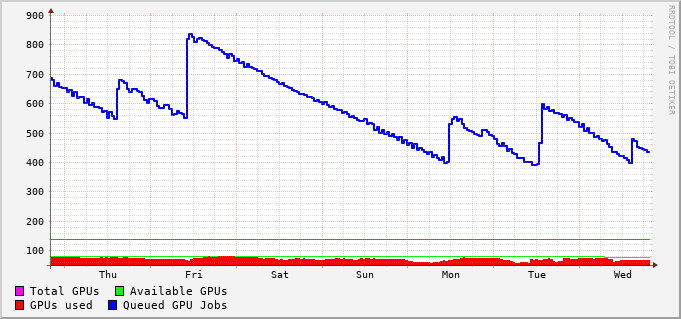 RRDTOOL / TOBI OETIKER
900
800
700
600
500
400
300
200
100
Thu Fri Sat Sun Mon Tue Wed
Total GPUs Available GPUs
GPUs used Queued GPU Jobs